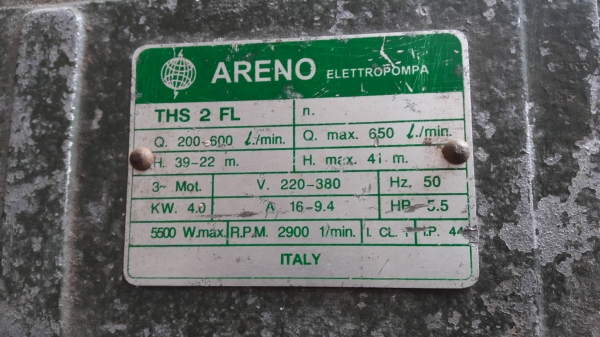 ARENO ELETTROPOMPA
THS 2 FL n.
Q. 200-600 l./min. Q. max. 650 l./min.
H. 39-22 m. H. max. 41 m.
3~ Mot. V. 220-380 Hz. 50
KW. 4.0 A 16-9.4 HP 5.5
5500 W.max. R.P.M. 2900 1/min. I. CL. I.P. 44
ITALY